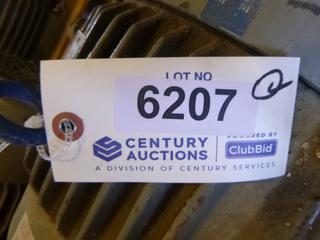 LOT NO
6207
CENTURY
AUCTIONS
POWERED BY
ClubBid
A DIVISION OF CENTURY SERVICES